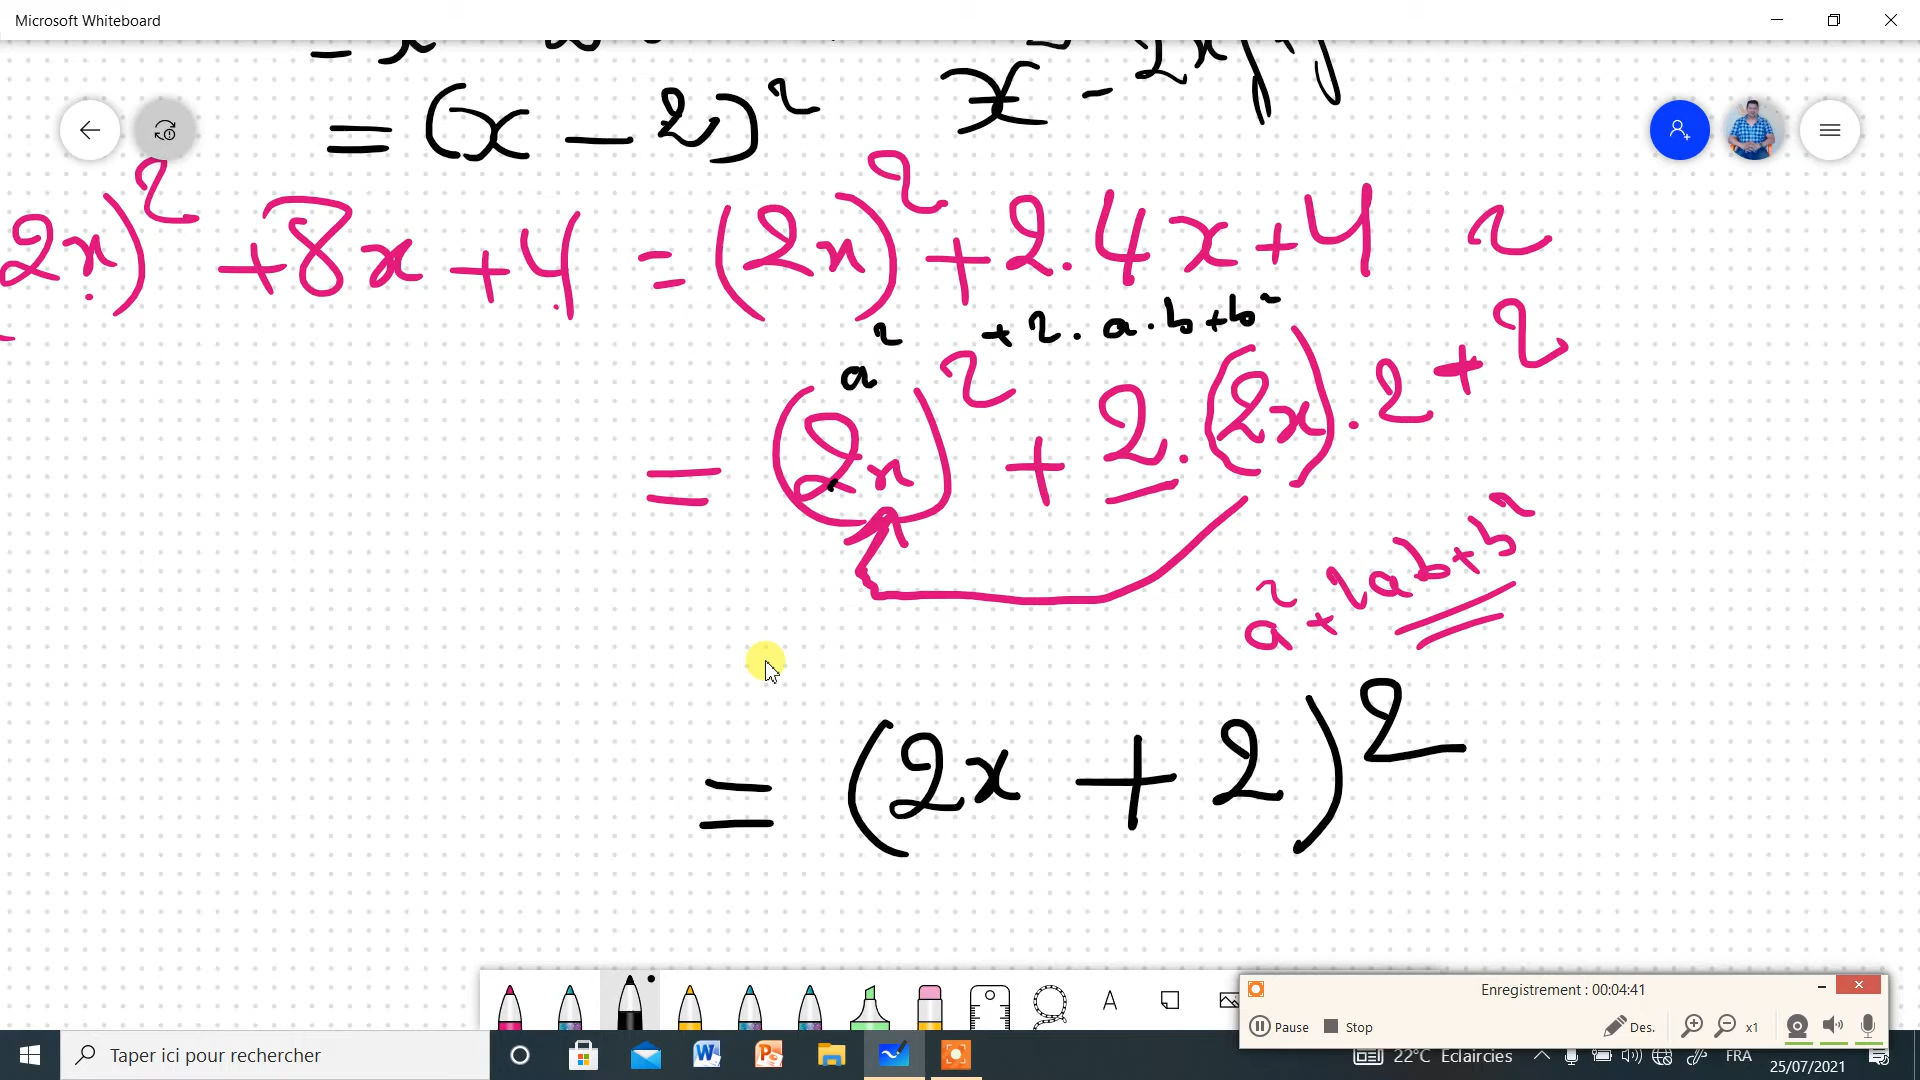 Microsoft Whiteboard
= (x - 2)²
x² - 2xy + y
2x)² + 8x + 4 = (2x)² + 2.4x + 4
a² + 2.a.b + b²
a
= (2x)² + 2.(2x).2 + 2²
a² + 2ab + b²
= (2x + 2)²
Enregistrement : 00:04:41
Pause
Stop
Des.
x1
Taper ici pour rechercher
22°C Eclaircies
FRA
25/07/2021